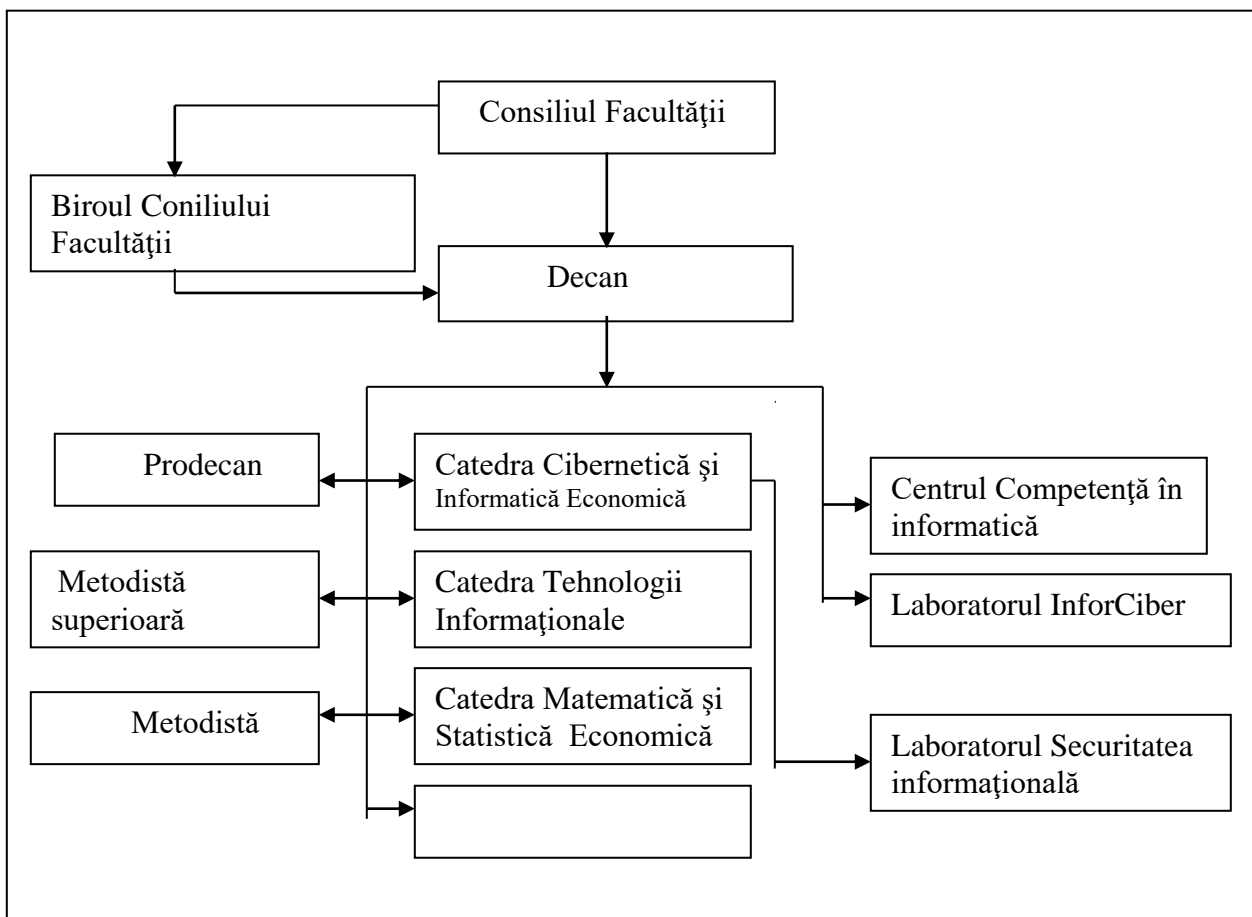 Consiliul Facultăţii
Biroul Coniliului
Facultăţii
Decan
Prodecan
Catedra Cibernetică şi
Informatică Economică
Centrul Competenţă în
informatică
Metodistă
superioară
Catedra Tehnologii
Informaţionale
Laboratorul InforCiber
Metodistă
Catedra Matematică şi
Statistică Economică
Laboratorul Securitatea
informaţională